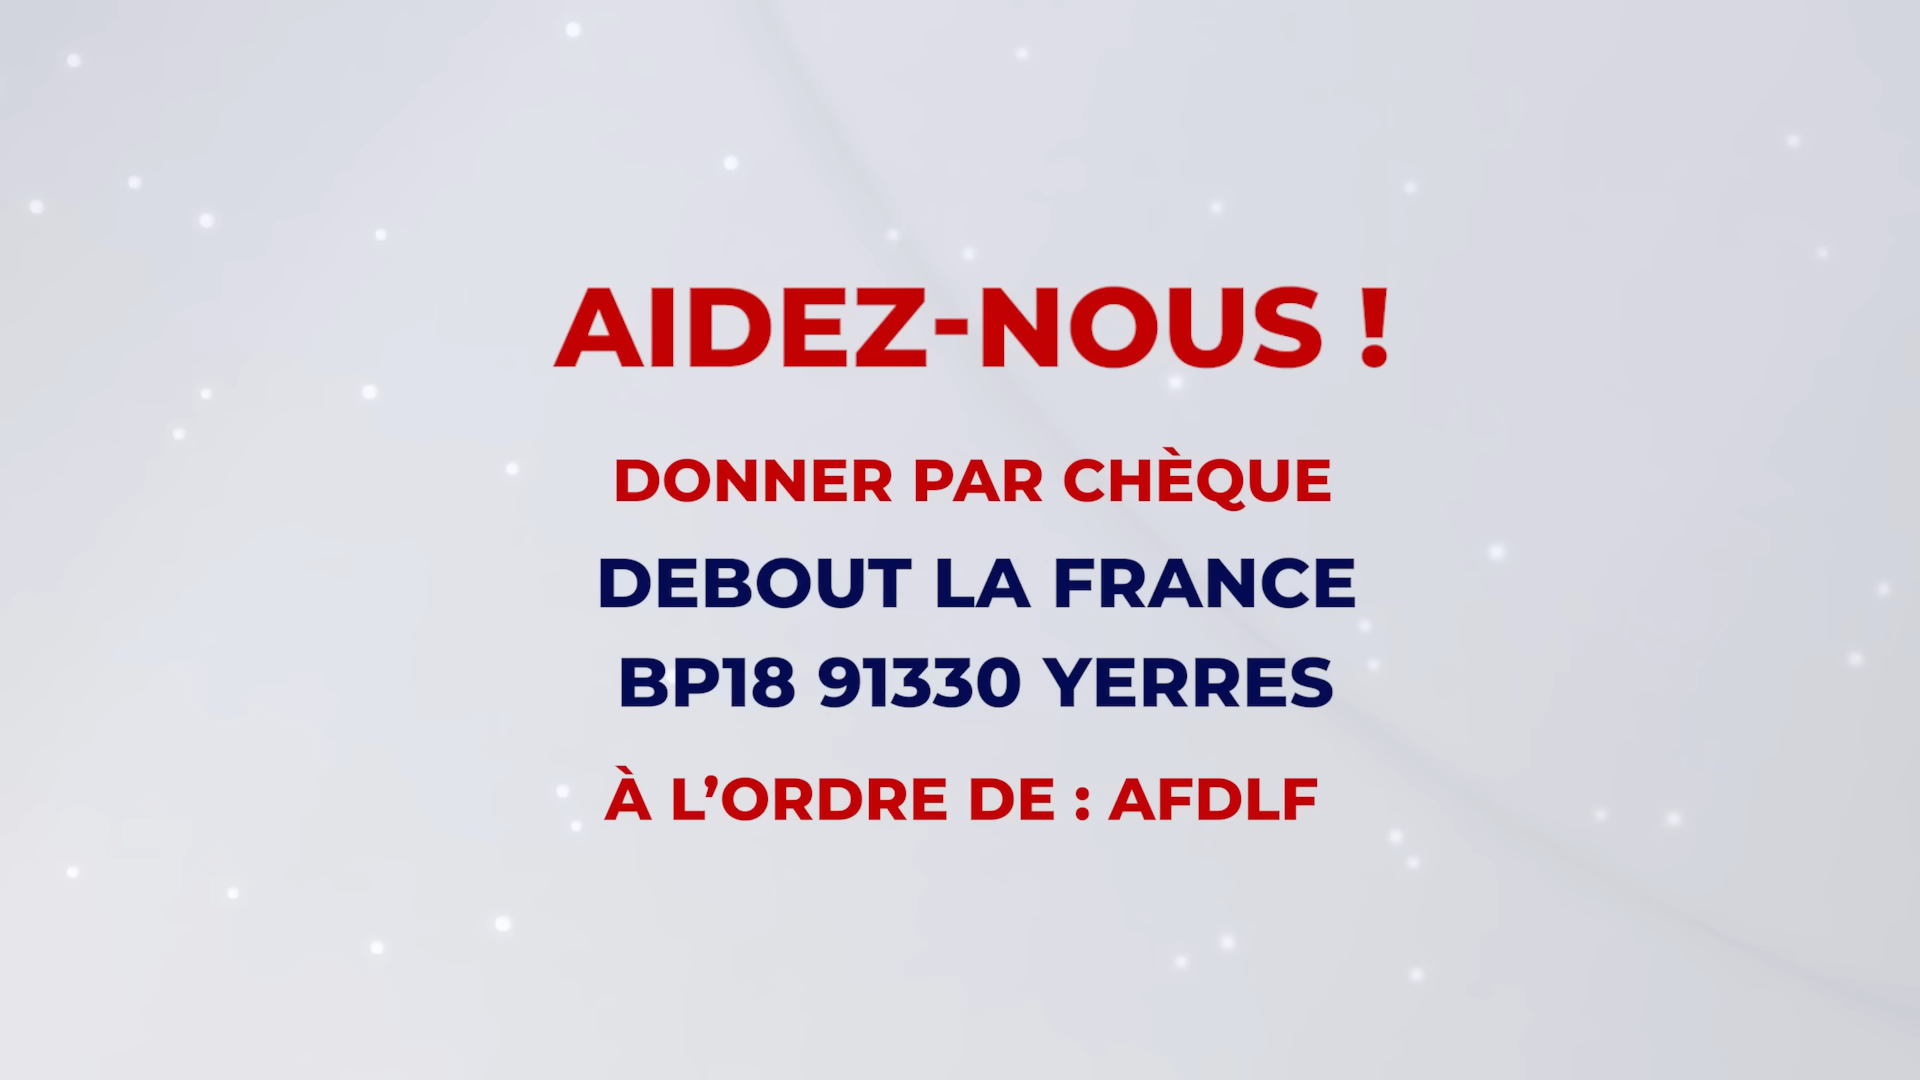 AIDEZ-NOUS !
DONNER PAR CHÈQUE
DEBOUT LA FRANCE
BP18 91330 YERRES
À L’ORDRE DE : AFDLF